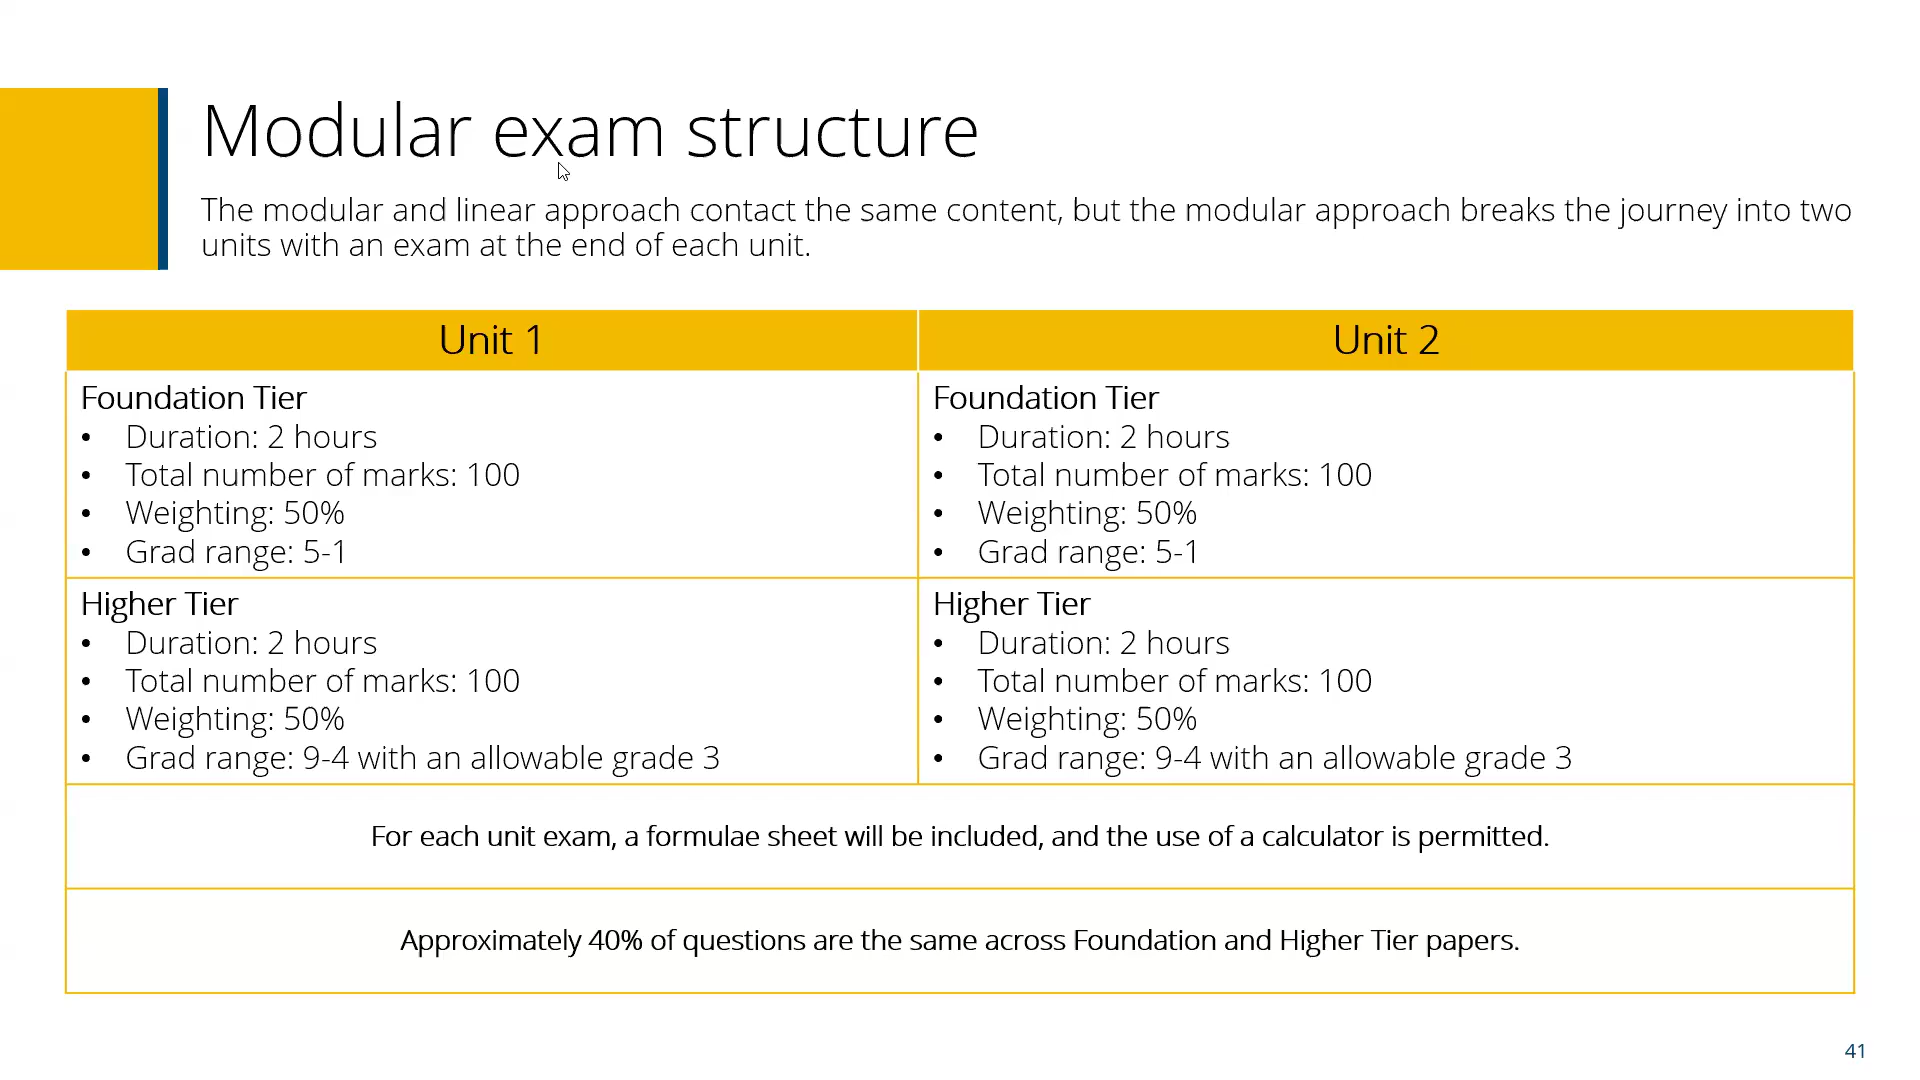 Modular exam structure
The modular and linear approach contact the same content, but the modular approach breaks the journey into two
units with an exam at the end of each unit.
Unit 1
Unit 2
Foundation Tier
• Duration: 2 hours
• Total number of marks: 100
• Weighting: 50%
• Grad range: 5-1
Foundation Tier
• Duration: 2 hours
• Total number of marks: 100
• Weighting: 50%
• Grad range: 5-1
Higher Tier
• Duration: 2 hours
• Total number of marks: 100
• Weighting: 50%
• Grad range: 9-4 with an allowable grade 3
Higher Tier
• Duration: 2 hours
• Total number of marks: 100
• Weighting: 50%
• Grad range: 9-4 with an allowable grade 3
For each unit exam, a formulae sheet will be included, and the use of a calculator is permitted.
Approximately 40% of questions are the same across Foundation and Higher Tier papers.
41